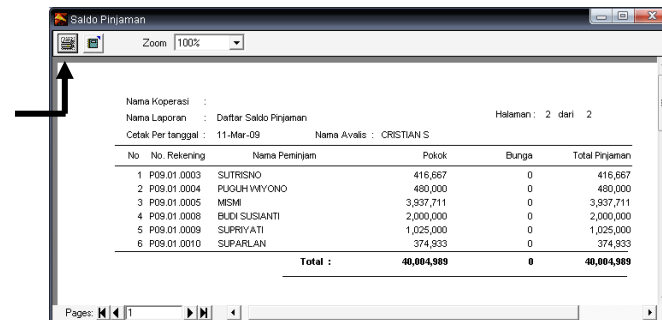 Saldo Pinjaman
Zoom 100%
Nama Koperasi :
Nama Laporan : Daftar Saldo Pinjaman Halaman : 2 dari 2
Cetak Per tanggal : 11-Mar-09 Nama Avalis : CRISTIAN S
No No. Rekening Nama Peminjam Pokok Bunga Total Pinjaman
1 P09.01.0003 SUTRISNO 416,667 0 416,667
2 P09.01.0004 PUGUH WIYONO 480,000 0 480,000
3 P09.01.0005 MISMI 3,937,711 0 3,937,711
4 P09.01.0008 BUDI SUSIANTI 2,000,000 0 2,000,000
5 P09.01.0009 SUPRIYATI 1,025,000 0 1,025,000
6 P09.01.0010 SUPARLAN 374,933 0 374,933
Total : 40,004,989 0 40,004,989
Pages: 1